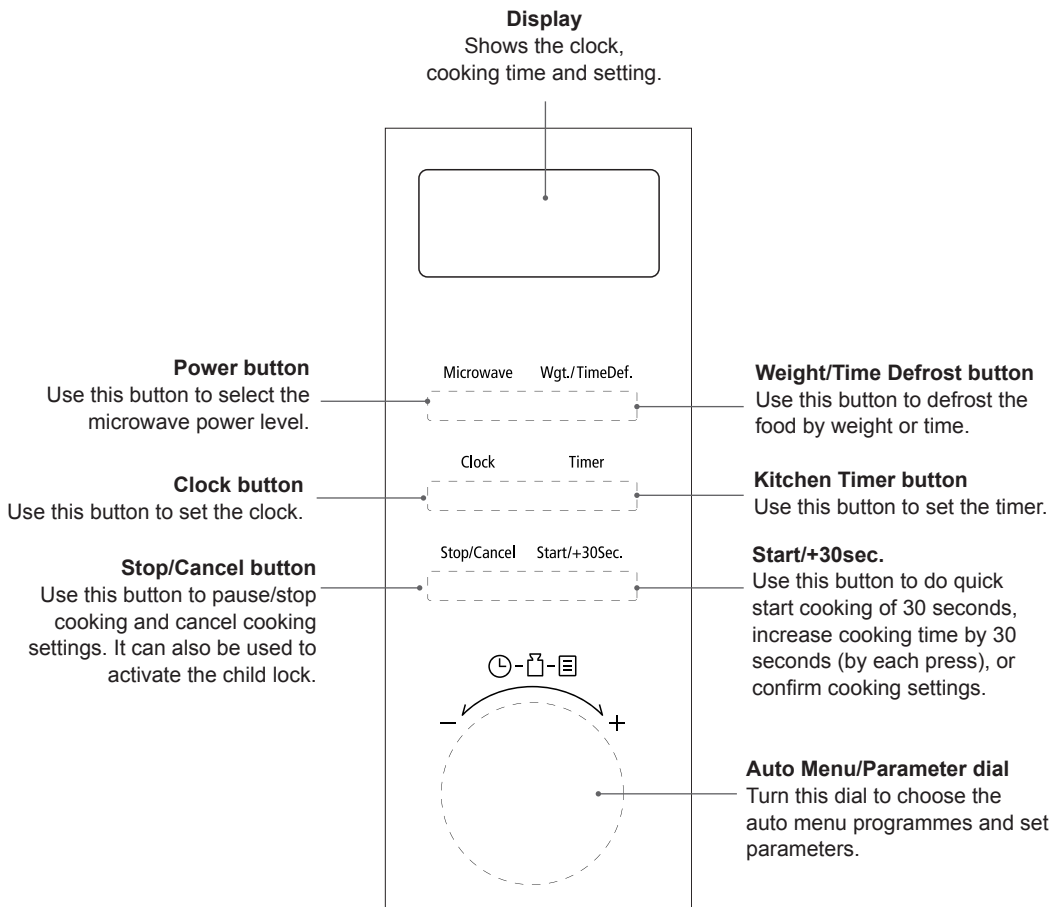 Display
Shows the clock,
cooking time and setting.
Power button
Use this button to select the
microwave power level.
Microwave Wgt./TimeDef.
Weight/Time Defrost button
Use this button to defrost the
food by weight or time.
Clock button
Use this button to set the clock.
Clock Timer
Kitchen Timer button
Use this button to set the timer.
Stop/Cancel button
Use this button to pause/stop
cooking and cancel cooking
settings. It can also be used to
activate the child lock.
Stop/Cancel Start/+30Sec.
Start/+30sec.
Use this button to do quick
start cooking of 30 seconds,
increase cooking time by 30
seconds (by each press), or
confirm cooking settings.
- +
Auto Menu/Parameter dial
Turn this dial to choose the
auto menu programmes and set
parameters.